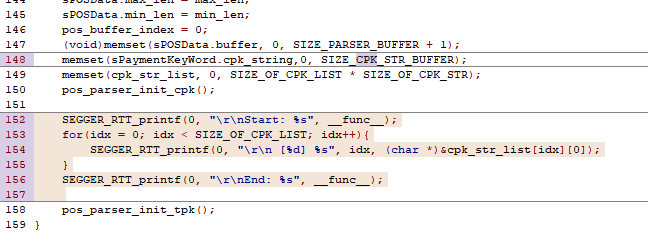 sPOSData.max_len = max_len;
145 sPOSData.min_len = min_len;
146 pos_buffer_index = 0;
147 (void)memset(sPOSData.buffer, 0, SIZE_PARSER_BUFFER + 1);
148 memset(sPaymentKeyWord.cpk_string,0, SIZE_CPK_STR_BUFFER);
149 memset(cpk_str_list, 0, SIZE_OF_CPK_LIST * SIZE_OF_CPK_STR);
150 pos_parser_init_cpk();
151
152 SEGGER_RTT_printf(0, "\r\nStart: %s", __func__);
153 for(idx = 0; idx < SIZE_OF_CPK_LIST; idx++){
154 SEGGER_RTT_printf(0, "\r\n [%d] %s", idx, (char *)&cpk_str_list[idx][0]);
155 }
156 SEGGER_RTT_printf(0, "\r\nEnd: %s", __func__);
157
158 pos_parser_init_tpk();
159 }